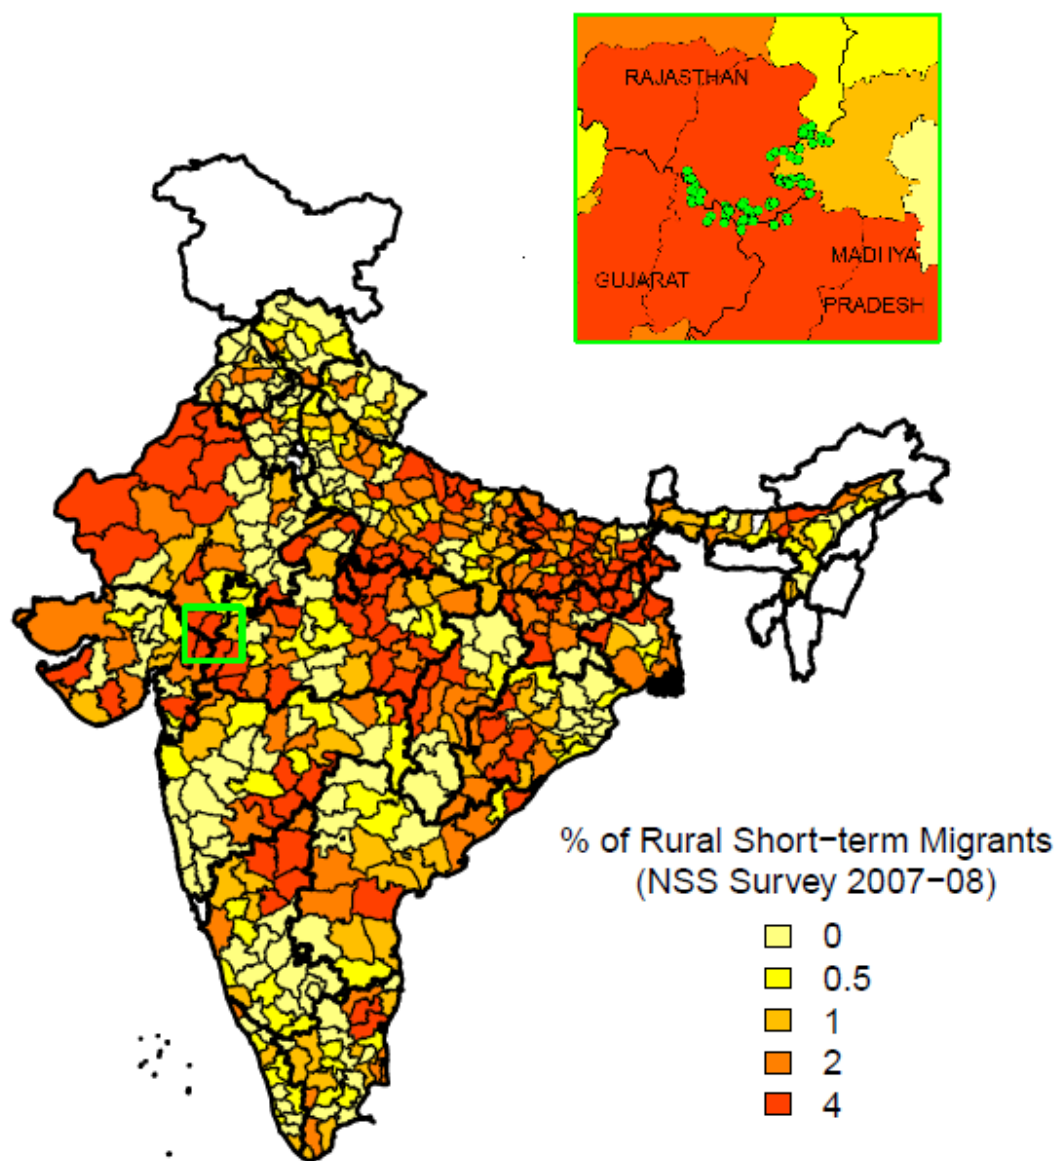 RAJASTHAN
GUJARAT
MADHYA
PRADESH
% of Rural Short−term Migrants
(NSS Survey 2007−08)
0
0.5
1
2
4